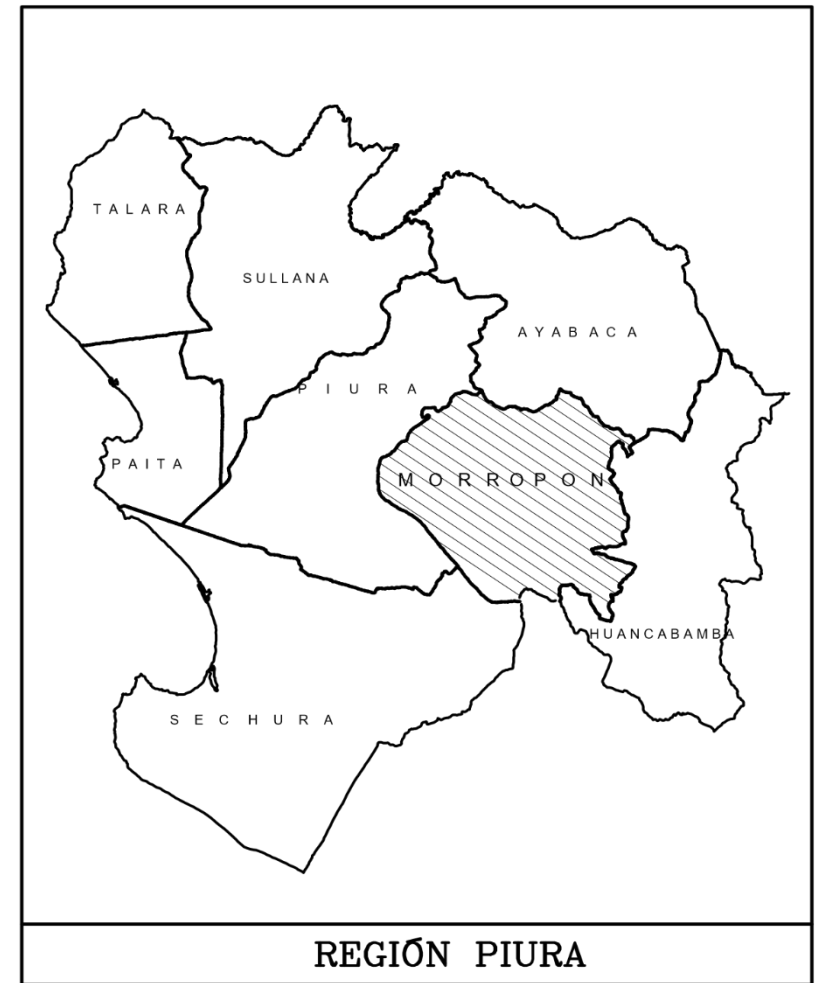 TALARA
SULLANA
AYABACA
PIURA
PAITA
MORROPON
HUANCABAMBA
SECHURA
REGIÓN PIURA